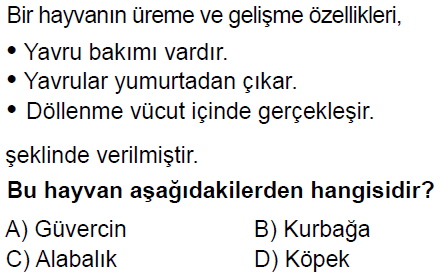 Bir hayvanın üreme ve gelişme özellikleri,
• Yavru bakımı vardır.
• Yavrular yumurtadan çıkar.
• Döllenme vücut içinde gerçekleşir.
şeklinde verilmiştir.
Bu hayvan aşağıdakilerden hangisidir?
A) Güvercin B) Kurbağa
C) Alabalık D) Köpek